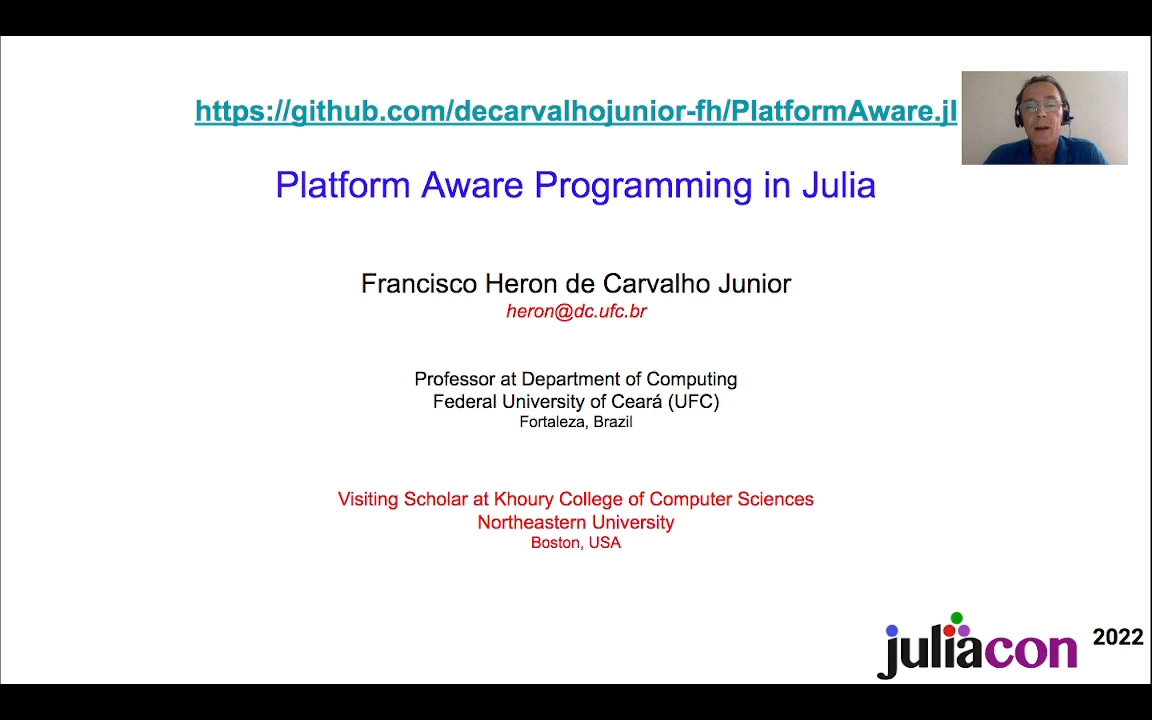 https://github.com/decarvalhojunior-fh/PlatformAware.jl
Platform Aware Programming in Julia
Francisco Heron de Carvalho Junior
heron@dc.ufc.br
Professor at Department of Computing
Federal University of Ceará (UFC)
Fortaleza, Brazil
Visiting Scholar at Khoury College of Computer Sciences
Northeastern University
Boston, USA
juliacon 2022